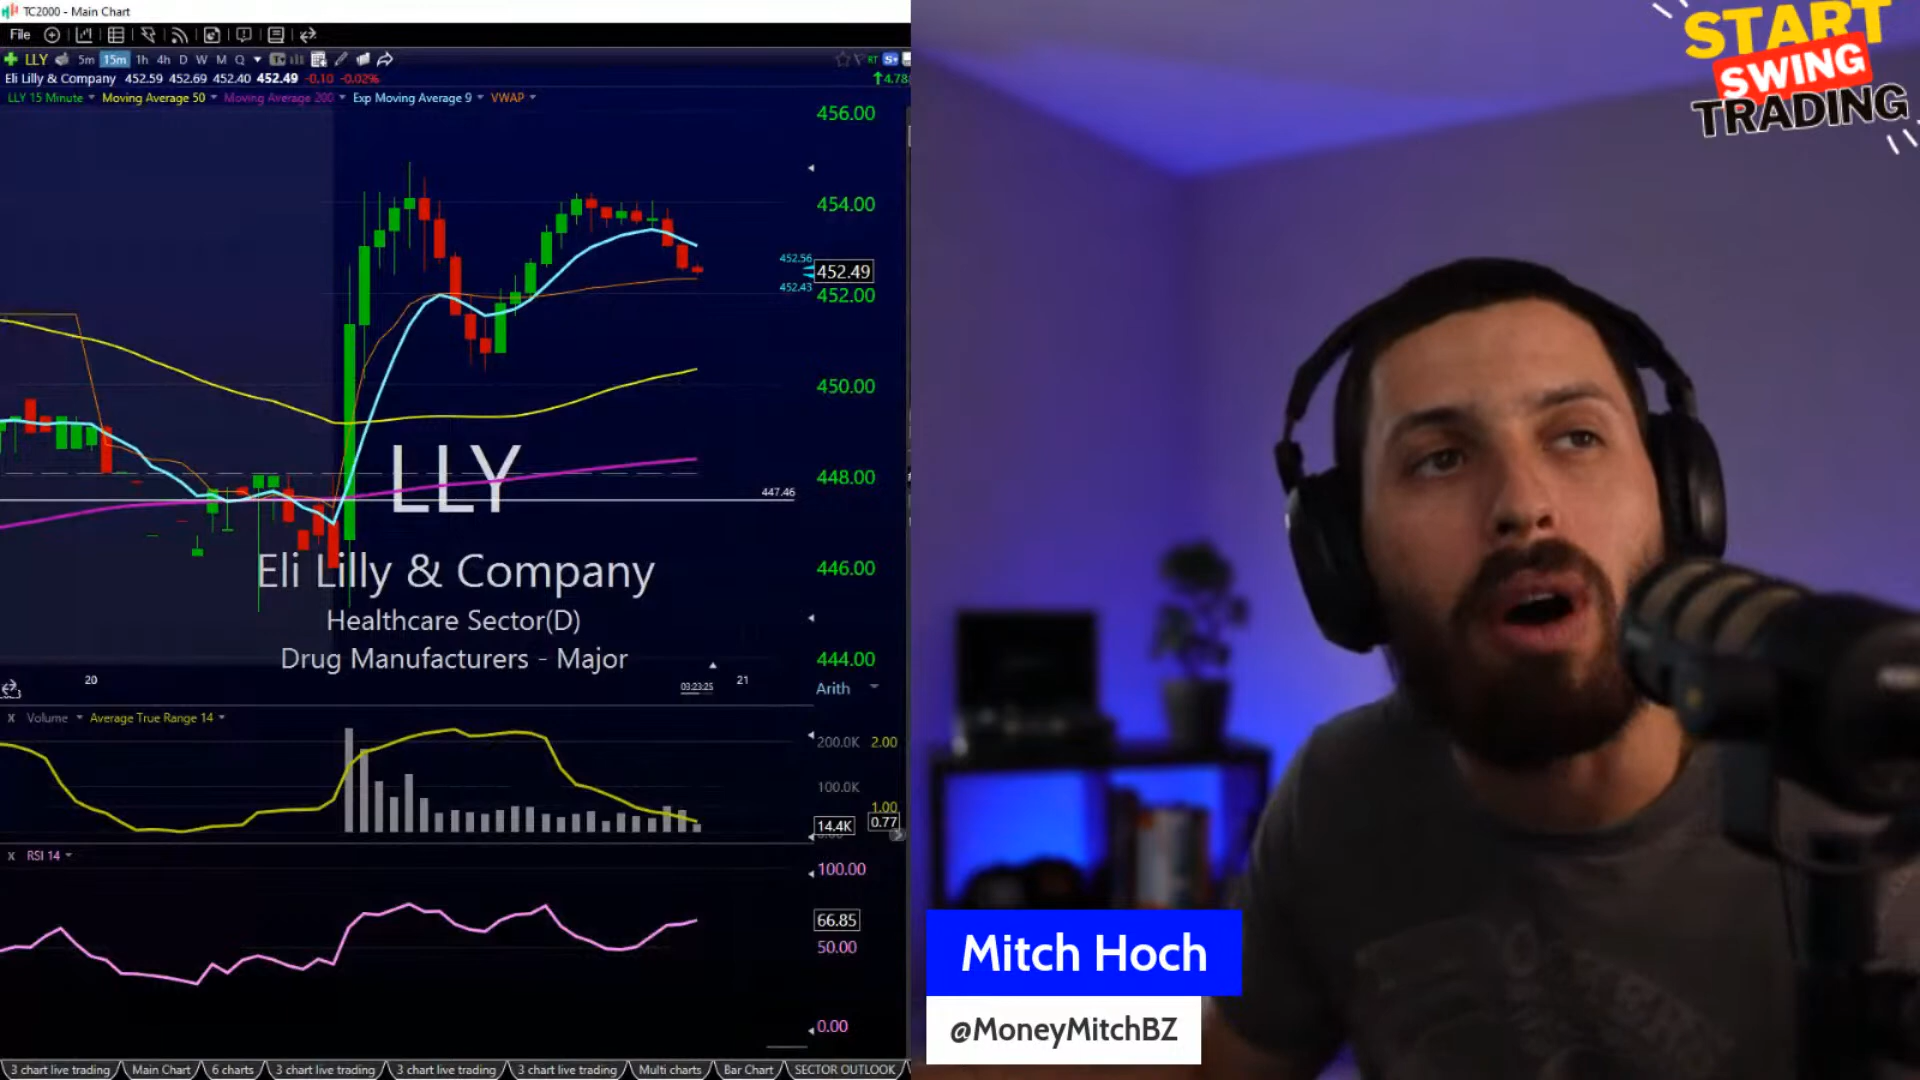 TC2000 - Main Chart
File
LLY 5m 15m 1h 4h D W M Q
RT
Eli Lilly & Company 452.59 452.69 452.40 452.49 -0.10 -0.02%
4.78
LLY 15 Minute Moving Average 50 Moving Average 200 Exp Moving Average 9 VWAP
456.00
454.00
452.56
452.49
452.43
452.00
450.00
448.00
447.46
446.00
444.00
LLY
Eli Lilly & Company
Healthcare Sector(D)
Drug Manufacturers - Major
20
03:23:25
21
Arith
X Volume Average True Range 14
200.0K 2.00
100.0K
1.00
14.4K 0.77
X RSI 14
100.00
66.85
50.00
0.00
3 chart live trading Main Chart 6 charts 3 chart live trading 3 chart live trading 3 chart live trading Multi charts Bar Chart SECTOR OUTLOOK
START
SWING
TRADING
Mitch Hoch
@MoneyMitchBZ